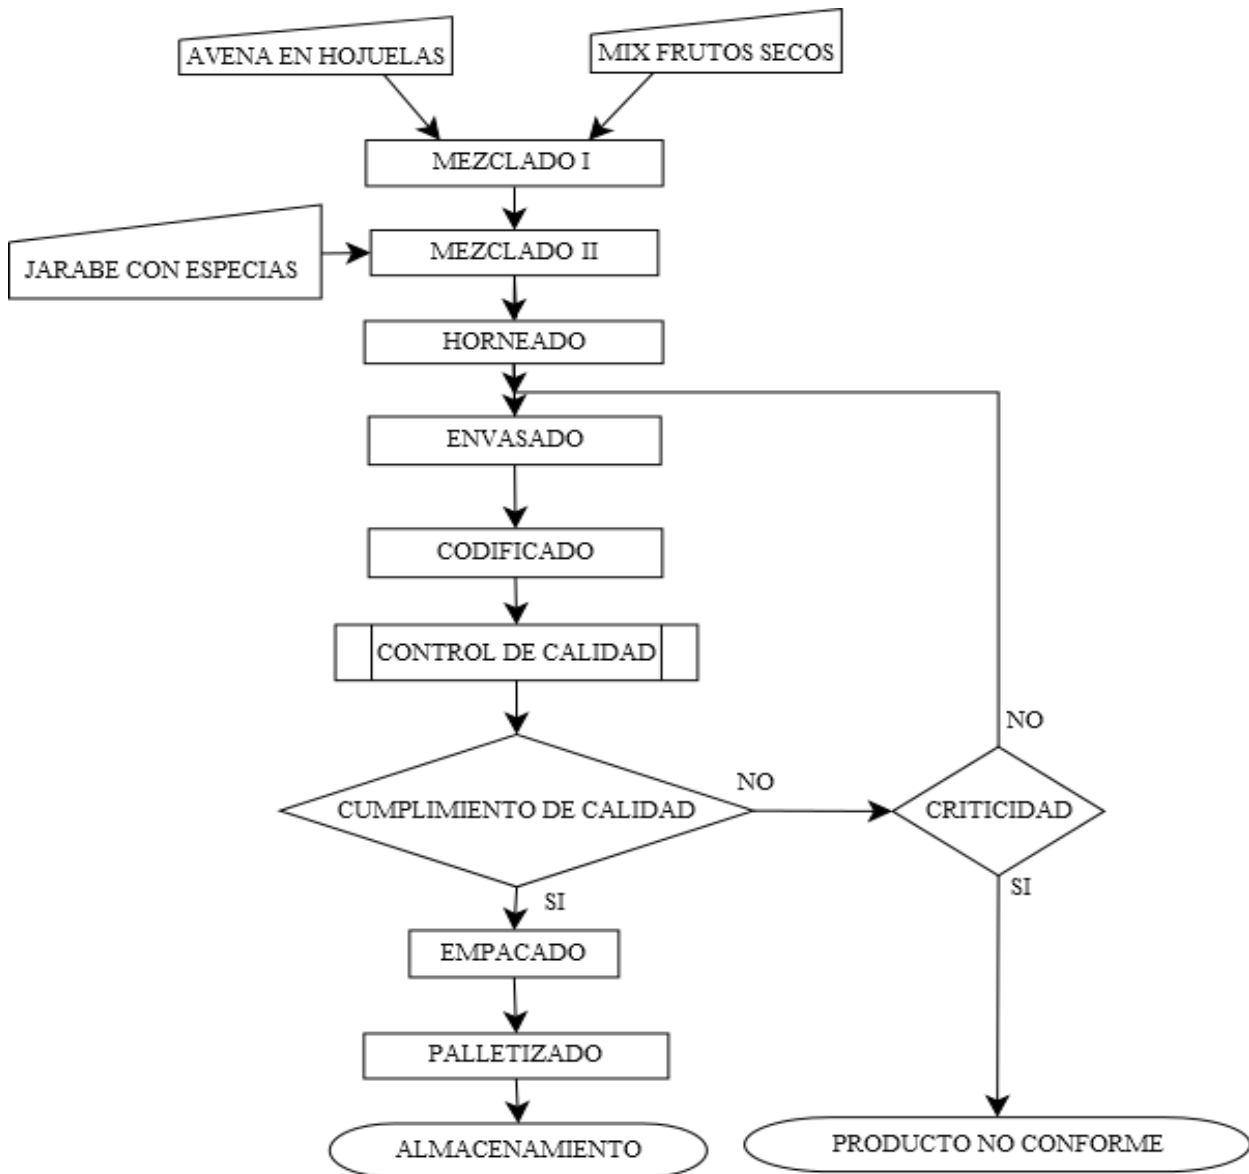 AVENA EN HOJUELAS
MIX FRUTOS SECOS
MEZCLADO I
MEZCLADO II
JARABE CON ESPECIAS
HORNEADO
ENVASADO
CODIFICADO
CONTROL DE CALIDAD
NO
NO
CUMPLIMIENTO DE CALIDAD
CRITICIDAD
SI
SI
EMPACADO
PALLETIZADO
ALMACENAMIENTO
PRODUCTO NO CONFORME